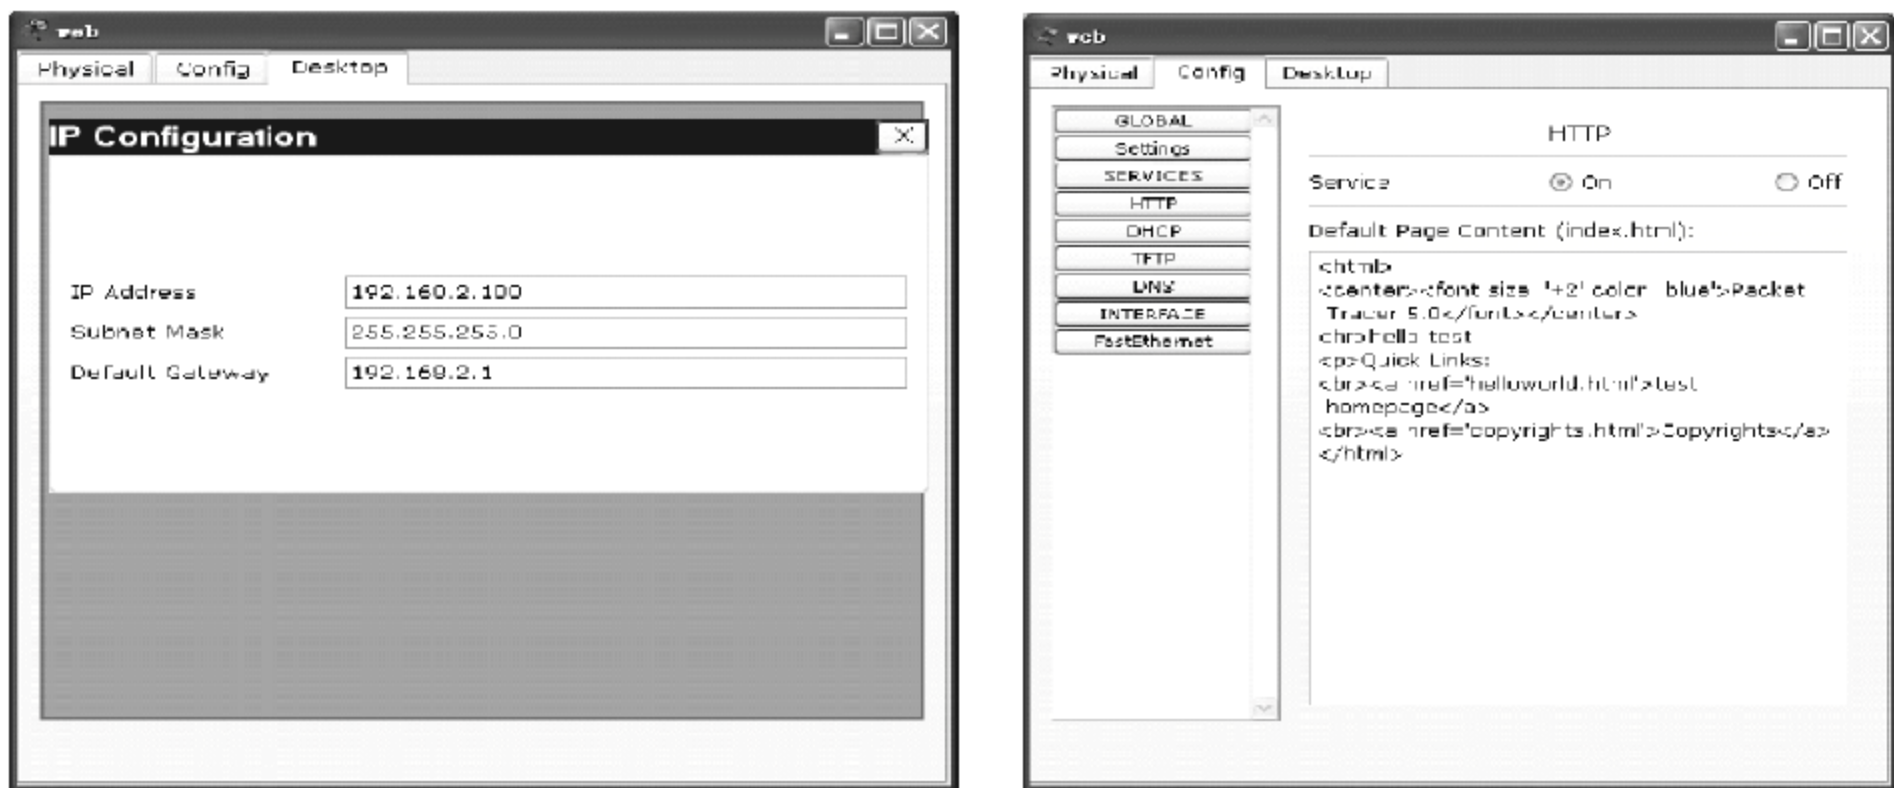 web
Physical Config Desktop
IP Configuration
X
IP Address 192.168.2.100
Subnet Mask 255.255.255.0
Default Gateway 192.168.2.1
web
Physical Config Desktop
GLOBAL
Settings
SERVICES
HTTP
DHCP
TFTP
DNS
INTERFACE
FastEthernet
HTTP
Service On Off
Default Page Content (index.html):
<html>
<center><font size='+2' color='blue'>Packet
Tracer 5.0</font></center>
<hr>hello test
<p>Quick Links:
<br><a href='helloworld.html'>test
homepage</a>
<br><a href='copyrights.html'>Copyrights</a>
</html>